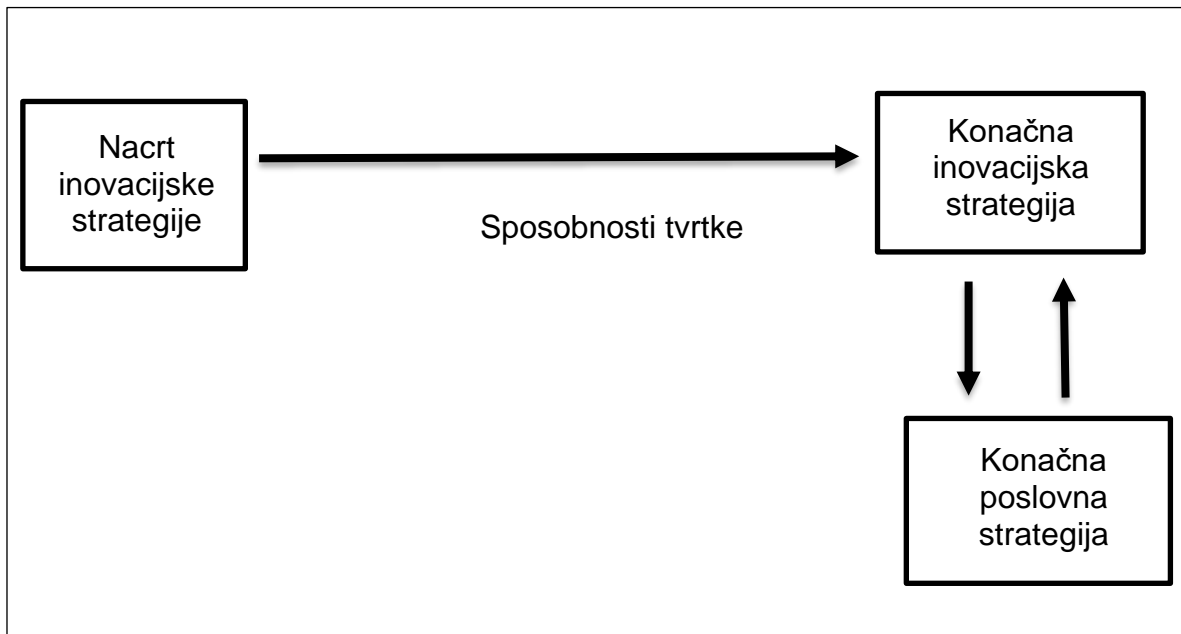 Nacrt
inovacijske
strategije
Sposobnosti tvrtke
Konačna
inovacijska
strategija
Konačna
poslovna
strategija